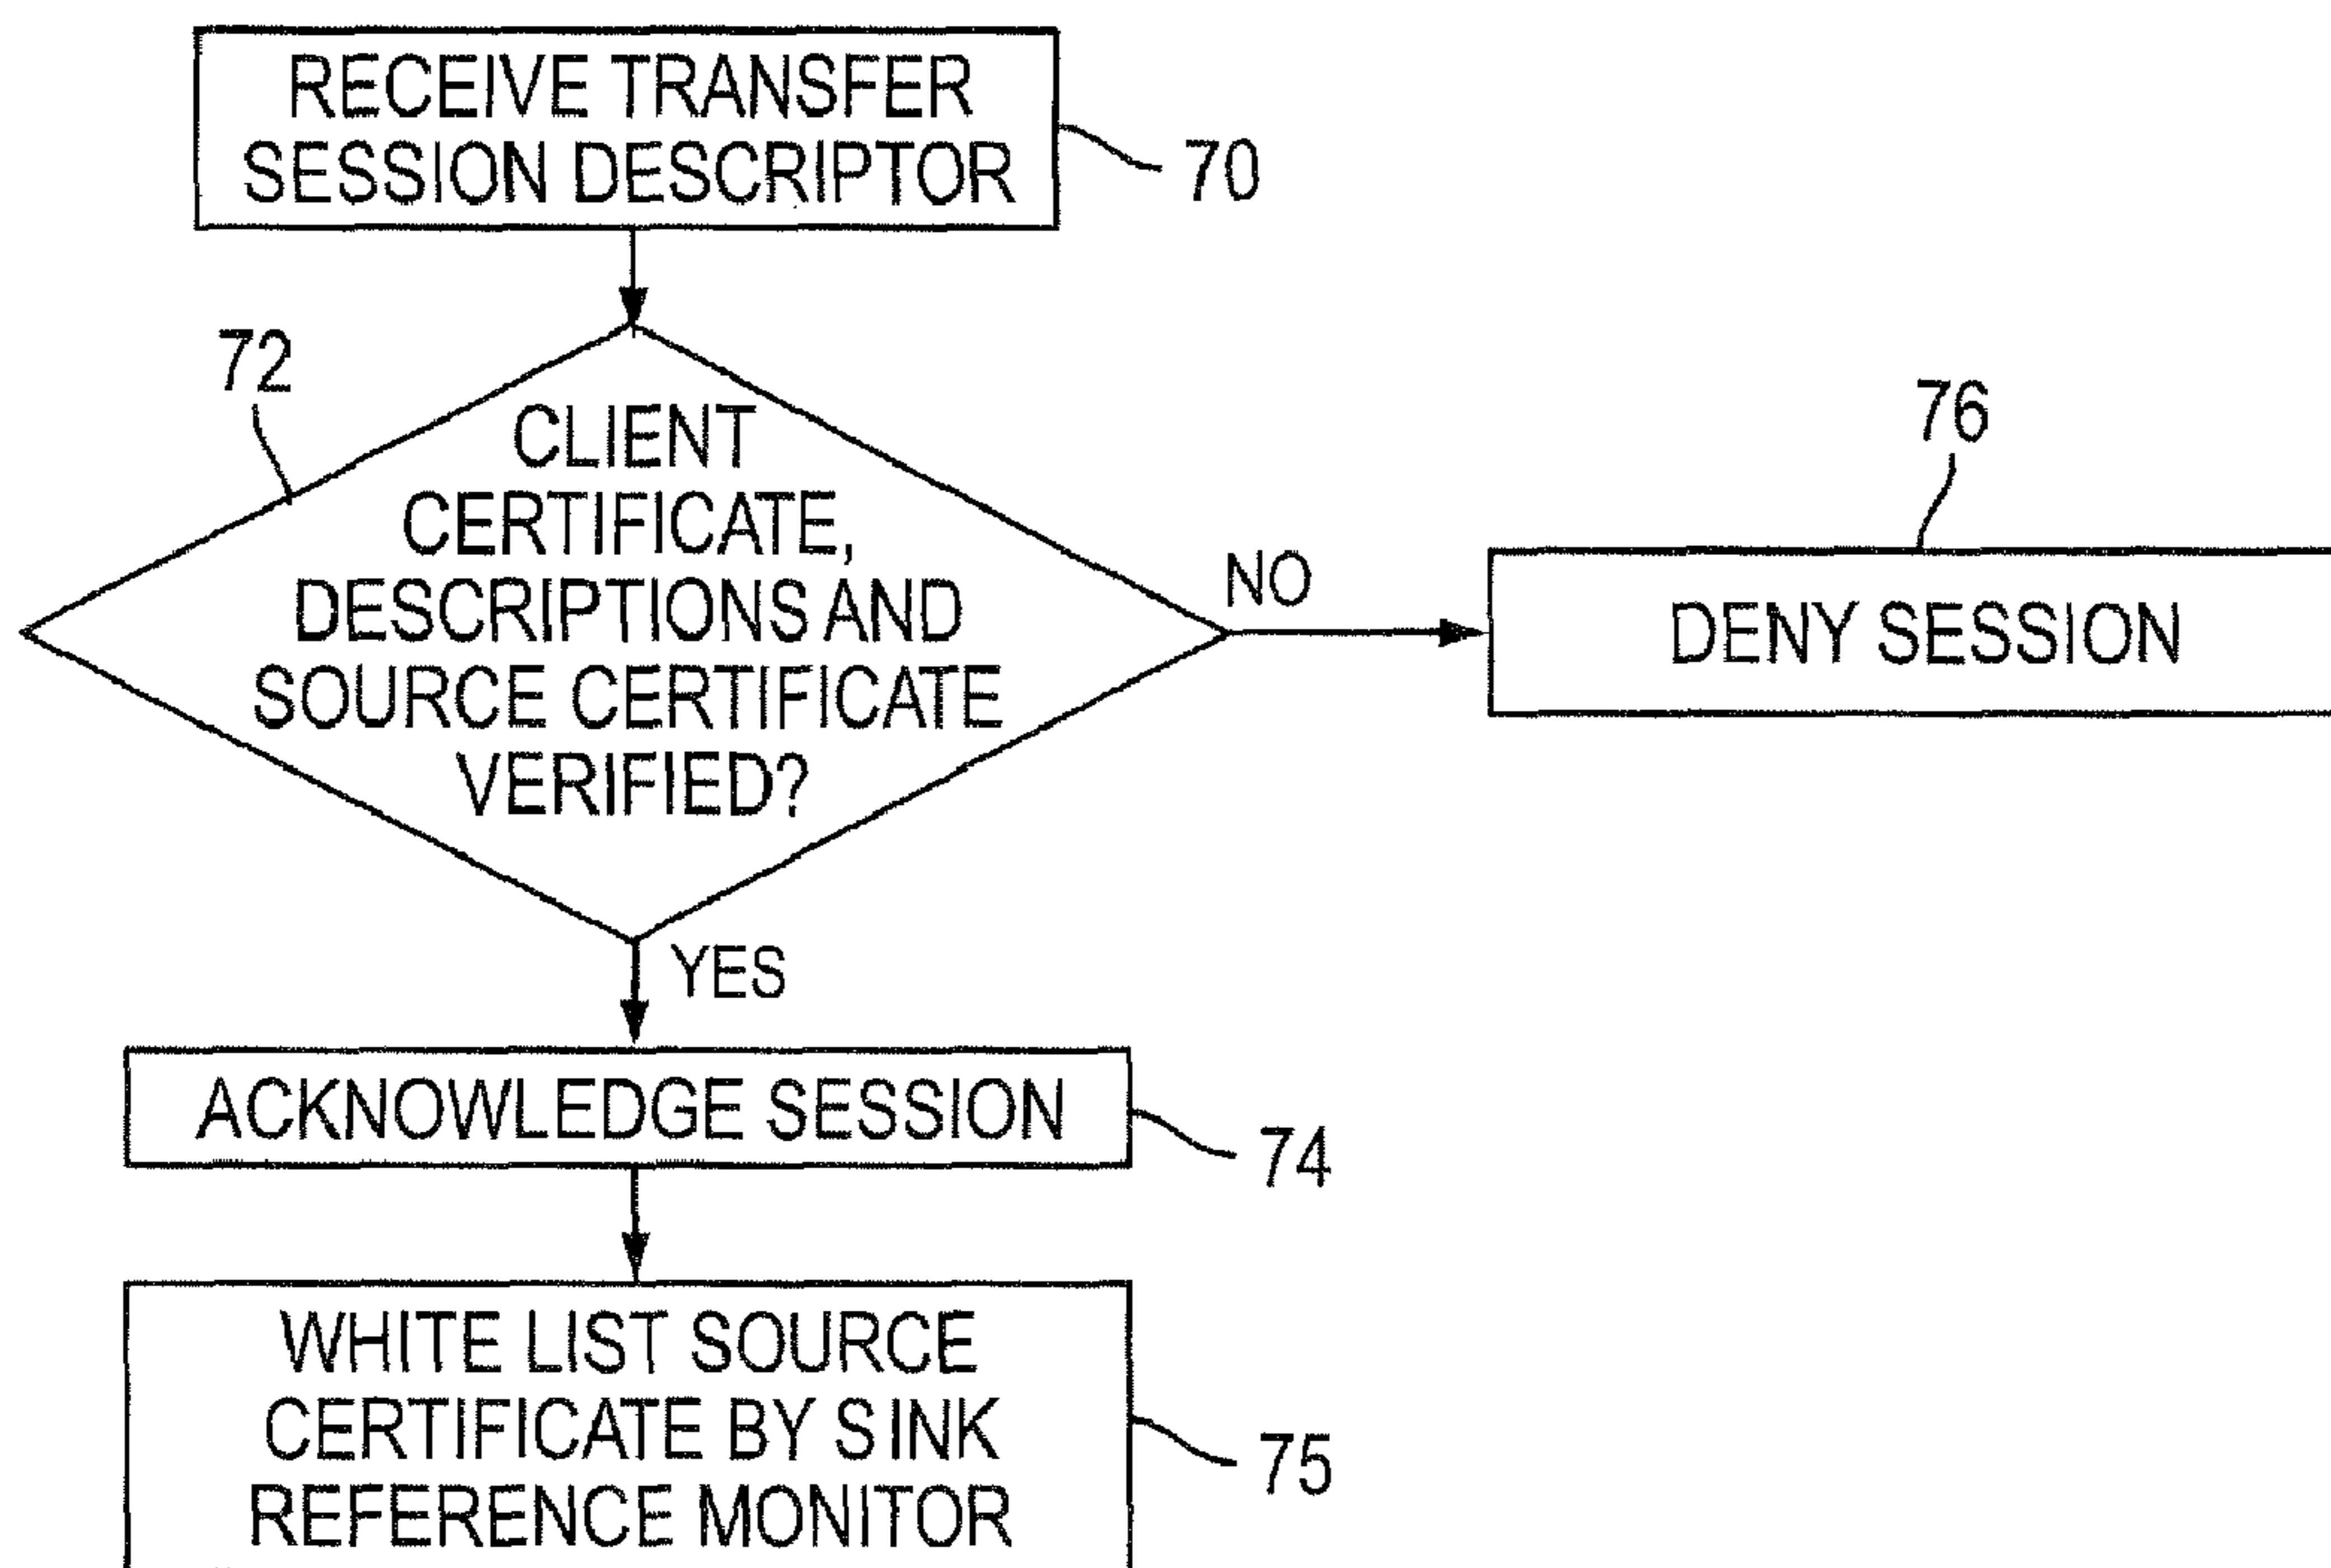 RECEIVE TRANSFER
SESSION DESCRIPTOR
70
72
CLIENT
CERTIFICATE,
DESCRIPTIONS AND
SOURCE CERTIFICATE
VERIFIED?
NO
76
DENY SESSION
YES
ACKNOWLEDGE SESSION
74
WHITE LIST SOURCE
CERTIFICATE BY SINK
REFERENCE MONITOR
75